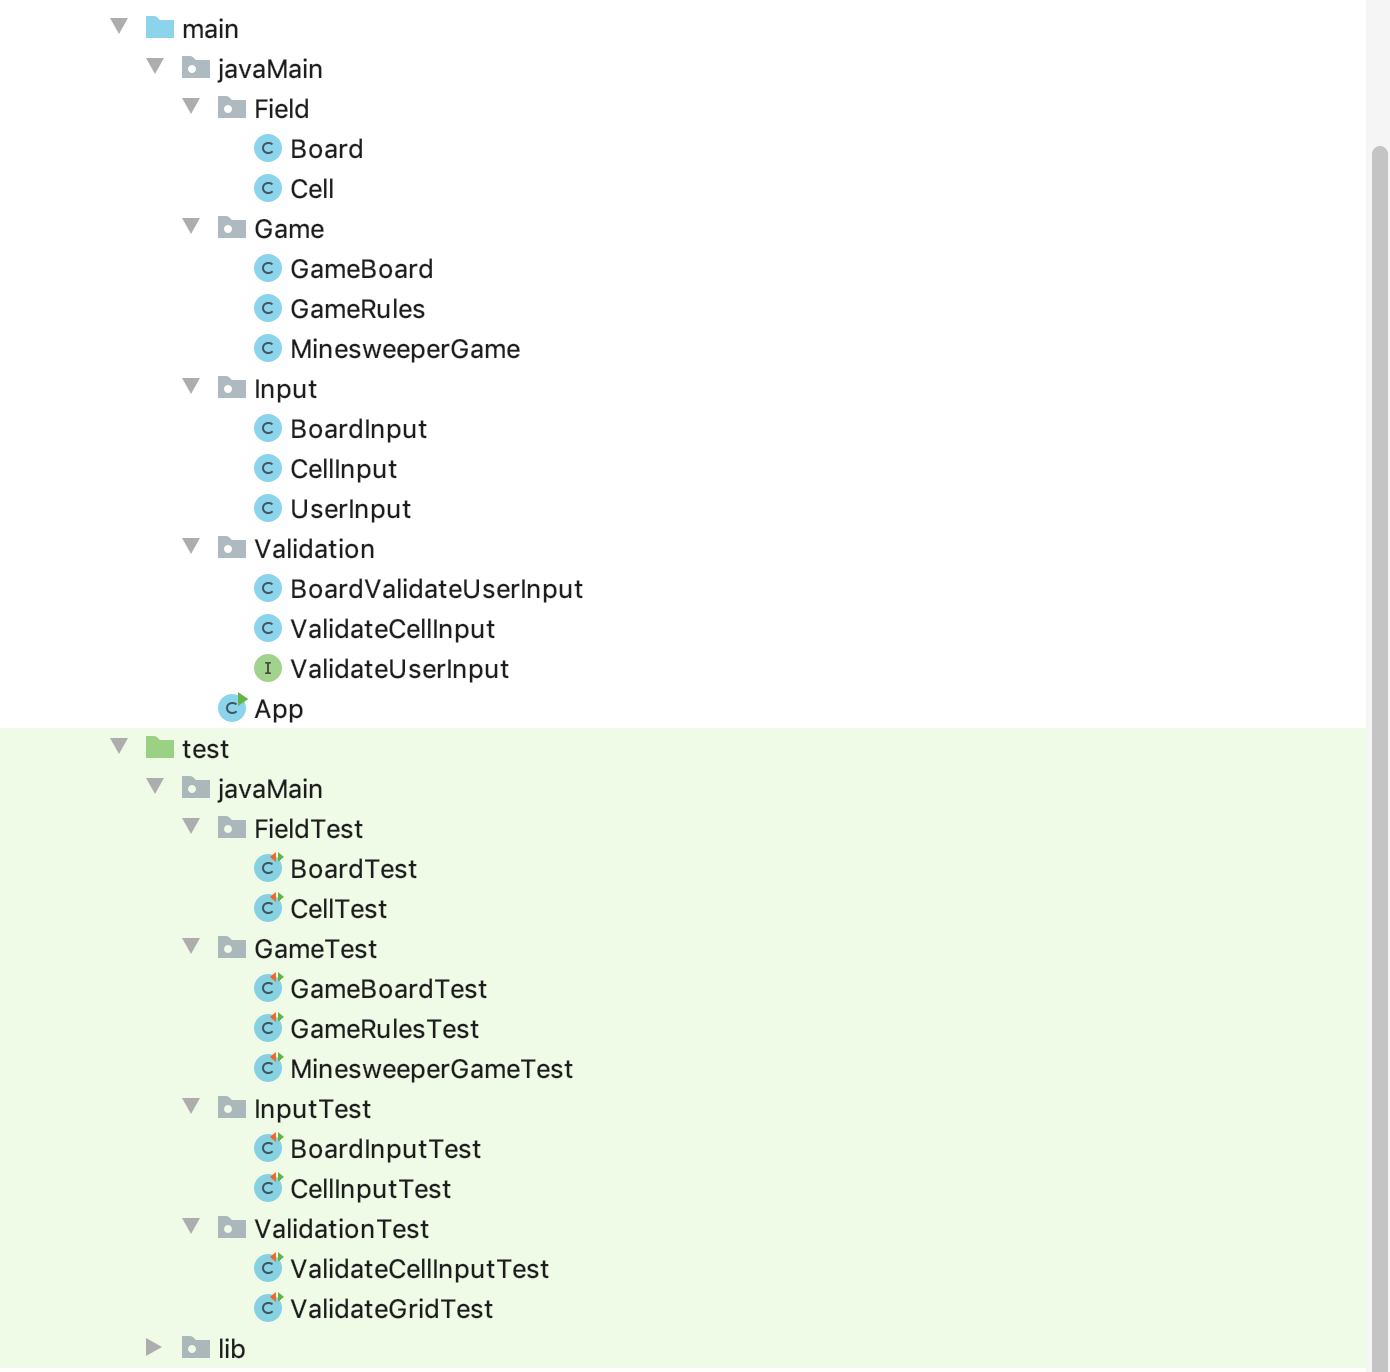 main
javaMain
Field
C Board
C Cell
Game
C GameBoard
C GameRules
C MinesweeperGame
Input
C BoardInput
C CellInput
C UserInput
Validation
C BoardValidateUserInput
C ValidateCellInput
I ValidateUserInput
C App
test
javaMain
FieldTest
C BoardTest
C CellTest
GameTest
C GameBoardTest
C GameRulesTest
C MinesweeperGameTest
InputTest
C BoardInputTest
C CellInputTest
ValidationTest
C ValidateCellInputTest
C ValidateGridTest
lib